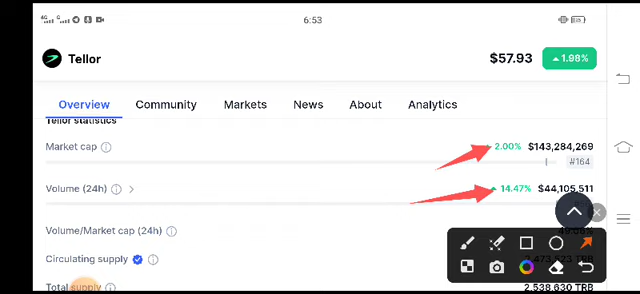 6:53
Tellor
$57.93
1.98%
Overview Community Markets News About Analytics
Tellor statistics
Market cap
2.00% $143,284,269
#164
Volume (24h)
14.47% $44,105,511
Volume/Market cap (24h)
Circulating supply
TRB
Total supply
2,538,630 TRB